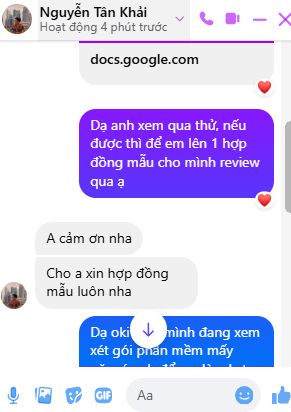 Nguyễn Tân Khải
Hoạt động 4 phút trước
docs.google.com
Dạ anh xem qua thử, nếu
được thì để em lên 1 hợp
đồng mẫu cho mình review
qua ạ
A cảm ơn nha
Cho a xin hợp đồng
mẫu luôn nha
Dạ oki mình đang xem
xét gói phần mềm mấy
Aa
GIF